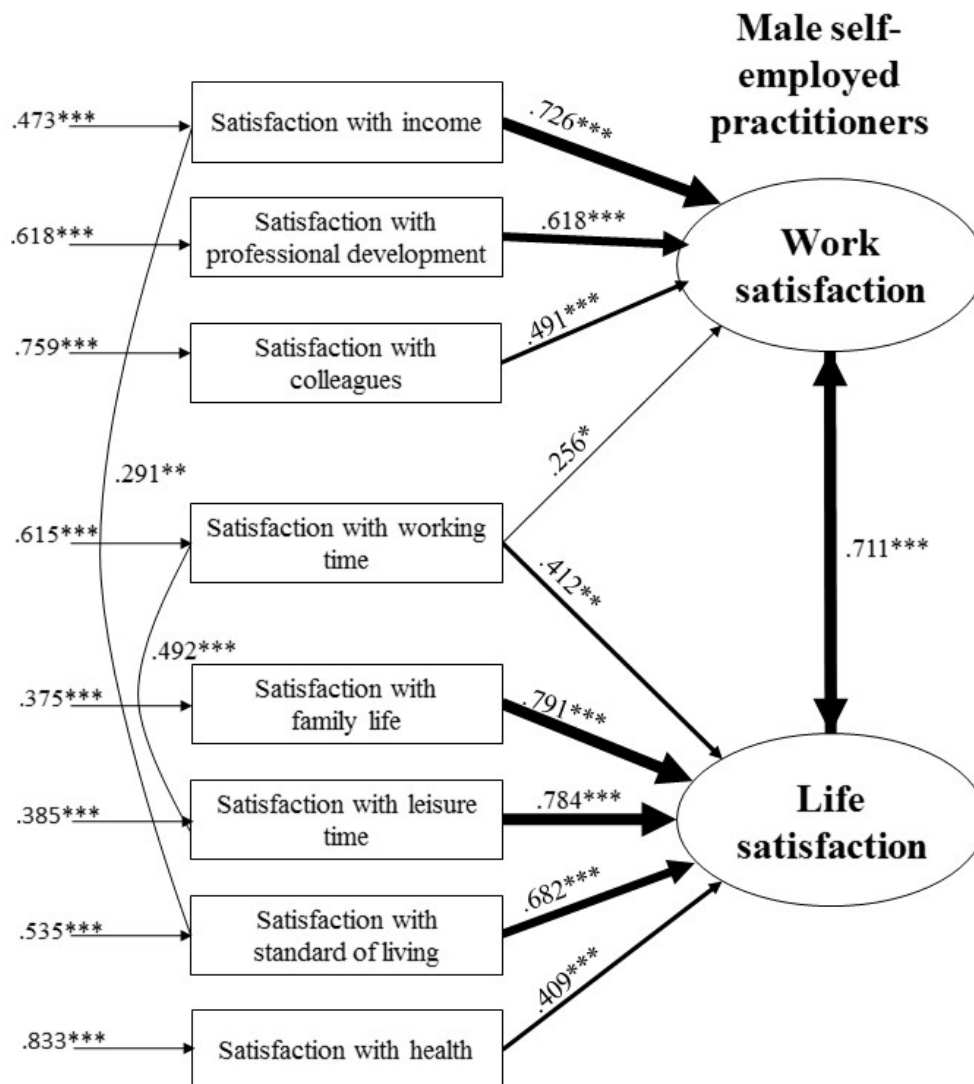 Male self-
employed
practitioners
.473***
Satisfaction with income
.726***
.618***
Satisfaction with
professional development
.618***
Work
satisfaction
.759***
Satisfaction with
colleagues
.491***
.291**
.256*
.615***
Satisfaction with working
time
.412**
.711***
.492***
.375***
Satisfaction with
family life
.791***
.385***
Satisfaction with leisure
time
.784***
Life
satisfaction
.535***
Satisfaction with
standard of living
.682***
.833***
Satisfaction with health
.409***